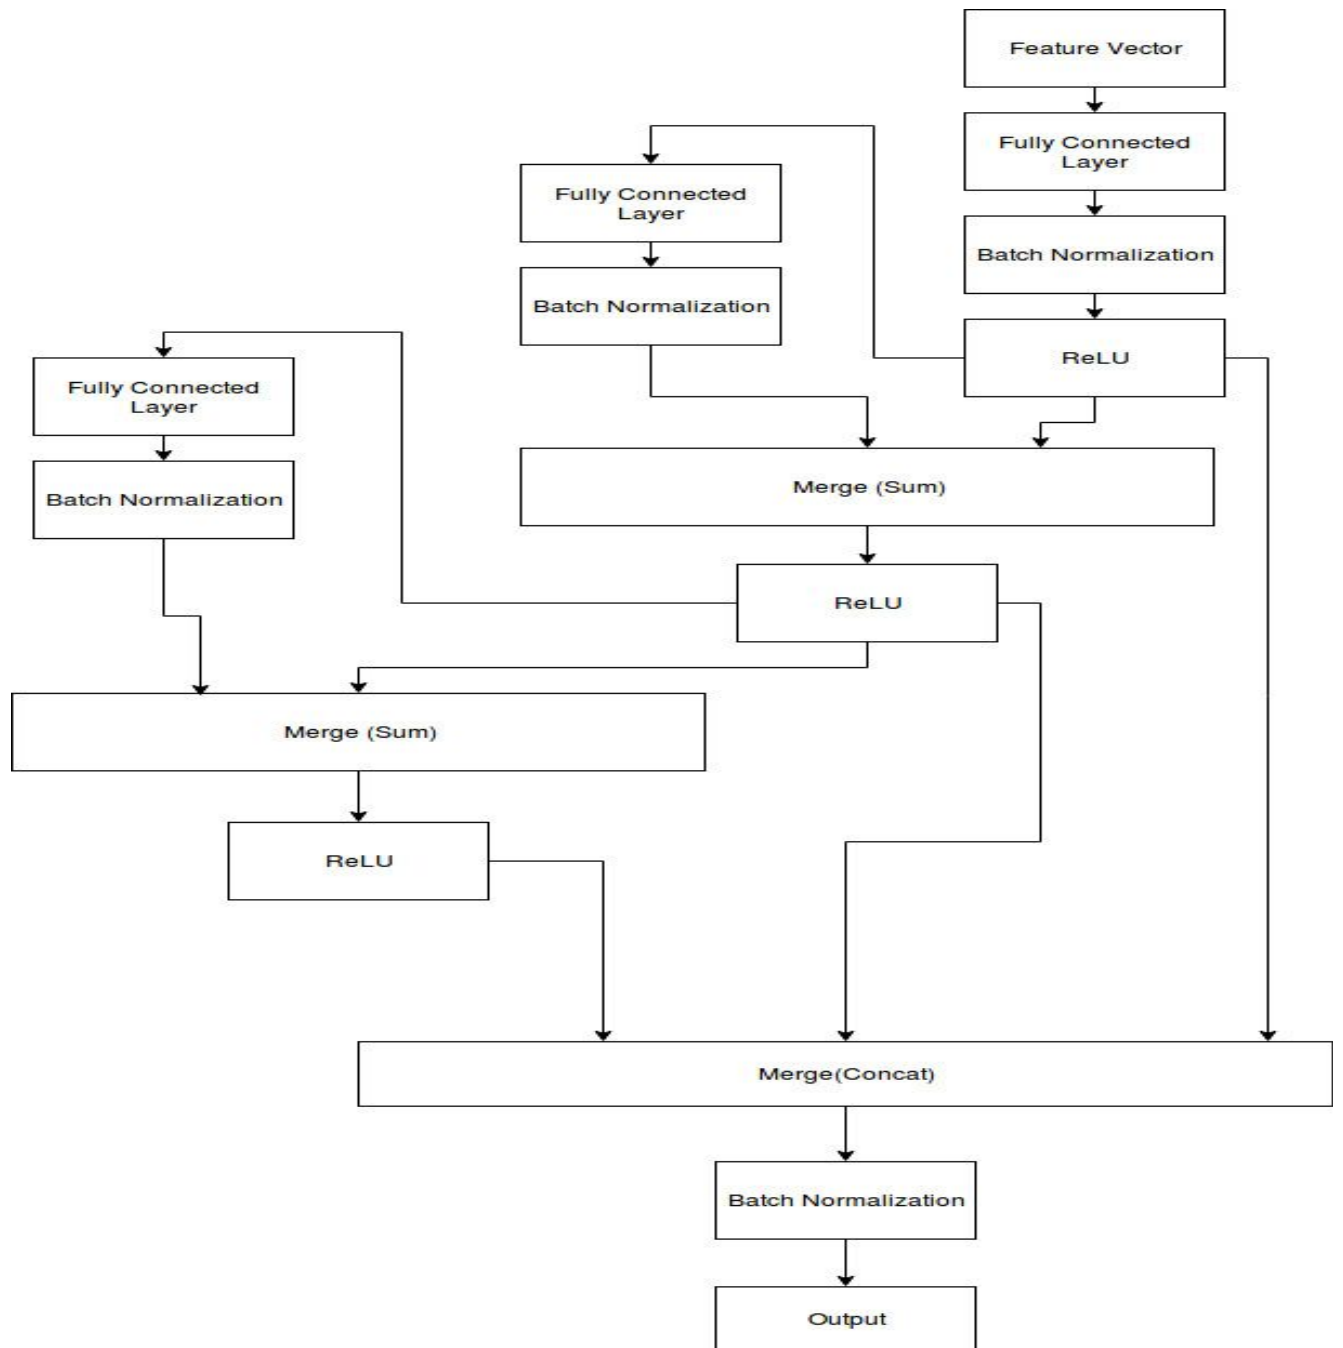 Feature Vector
Fully Connected
Layer
Fully Connected
Layer
Batch Normalization
Batch Normalization
ReLU
Fully Connected
Layer
Merge (Sum)
Batch Normalization
ReLU
Merge (Sum)
ReLU
Merge(Concat)
Batch Normalization
Output